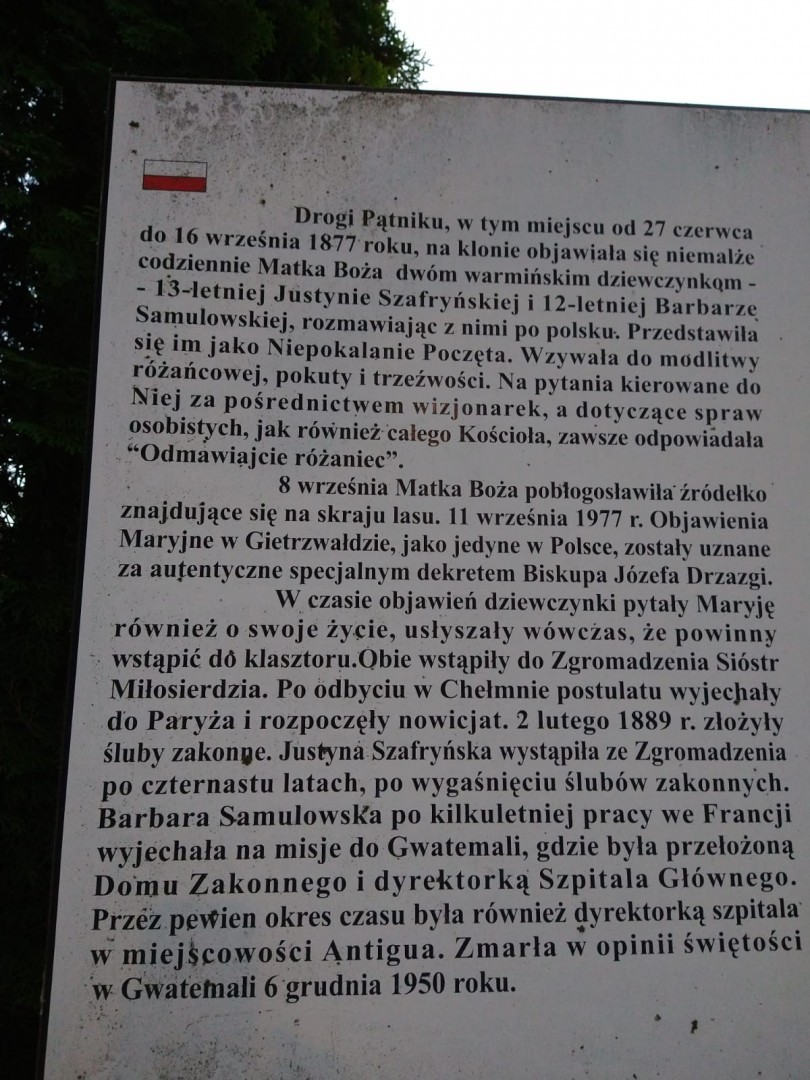 Drogi Pątniku, w tym miejscu od 27 czerwca
do 16 września 1877 roku, na klonie objawiała się niemalże
codziennie Matka Boża dwóm warmińskim dziewczynkom -
- 13-letniej Justynie Szafryńskiej i 12-letniej Barbarze
Samulowskiej, rozmawiając z nimi po polsku. Przedstawiła
się im jako Niepokalanie Poczęta. Wzywała do modlitwy
różańcowej, pokuty i trzeźwości. Na pytania kierowane do
Niej za pośrednictwem wizjonarek, a dotyczące spraw
osobistych, jak również całego Kościoła, zawsze odpowiadała
“Odmawiajcie różaniec”.
8 września Matka Boża pobłogosławiła źródełko
znajdujące się na skraju lasu. 11 września 1977 r. Objawienia
Maryjne w Gietrzwałdzie, jako jedyne w Polsce, zostały uznane
za autentyczne specjalnym dekretem Biskupa Józefa Drzazgi.
W czasie objawień dziewczynki pytały Maryję
również o swoje życie, usłyszały wówczas, że powinny
wstąpić do klasztoru.Obie wstąpiły do Zgromadzenia Sióstr
Miłosierdzia. Po odbyciu w Chełmnie postulatu wyjechały
do Paryża i rozpoczęły nowicjat. 2 lutego 1889 r. złożyły
śluby zakonne. Justyna Szafryńska wystąpiła ze Zgromadzenia
po czternastu latach, po wygaśnięciu ślubów zakonnych.
Barbara Samulowska po kilkuletniej pracy we Francji
wyjechała na misje do Gwatemali, gdzie była przełożoną
Domu Zakonnego i dyrektorką Szpitala Głównego.
Przez pewien okres czasu była również dyrektorką szpitala
w miejscowości Antigua. Zmarła w opinii świętości
w Gwatemali 6 grudnia 1950 roku.